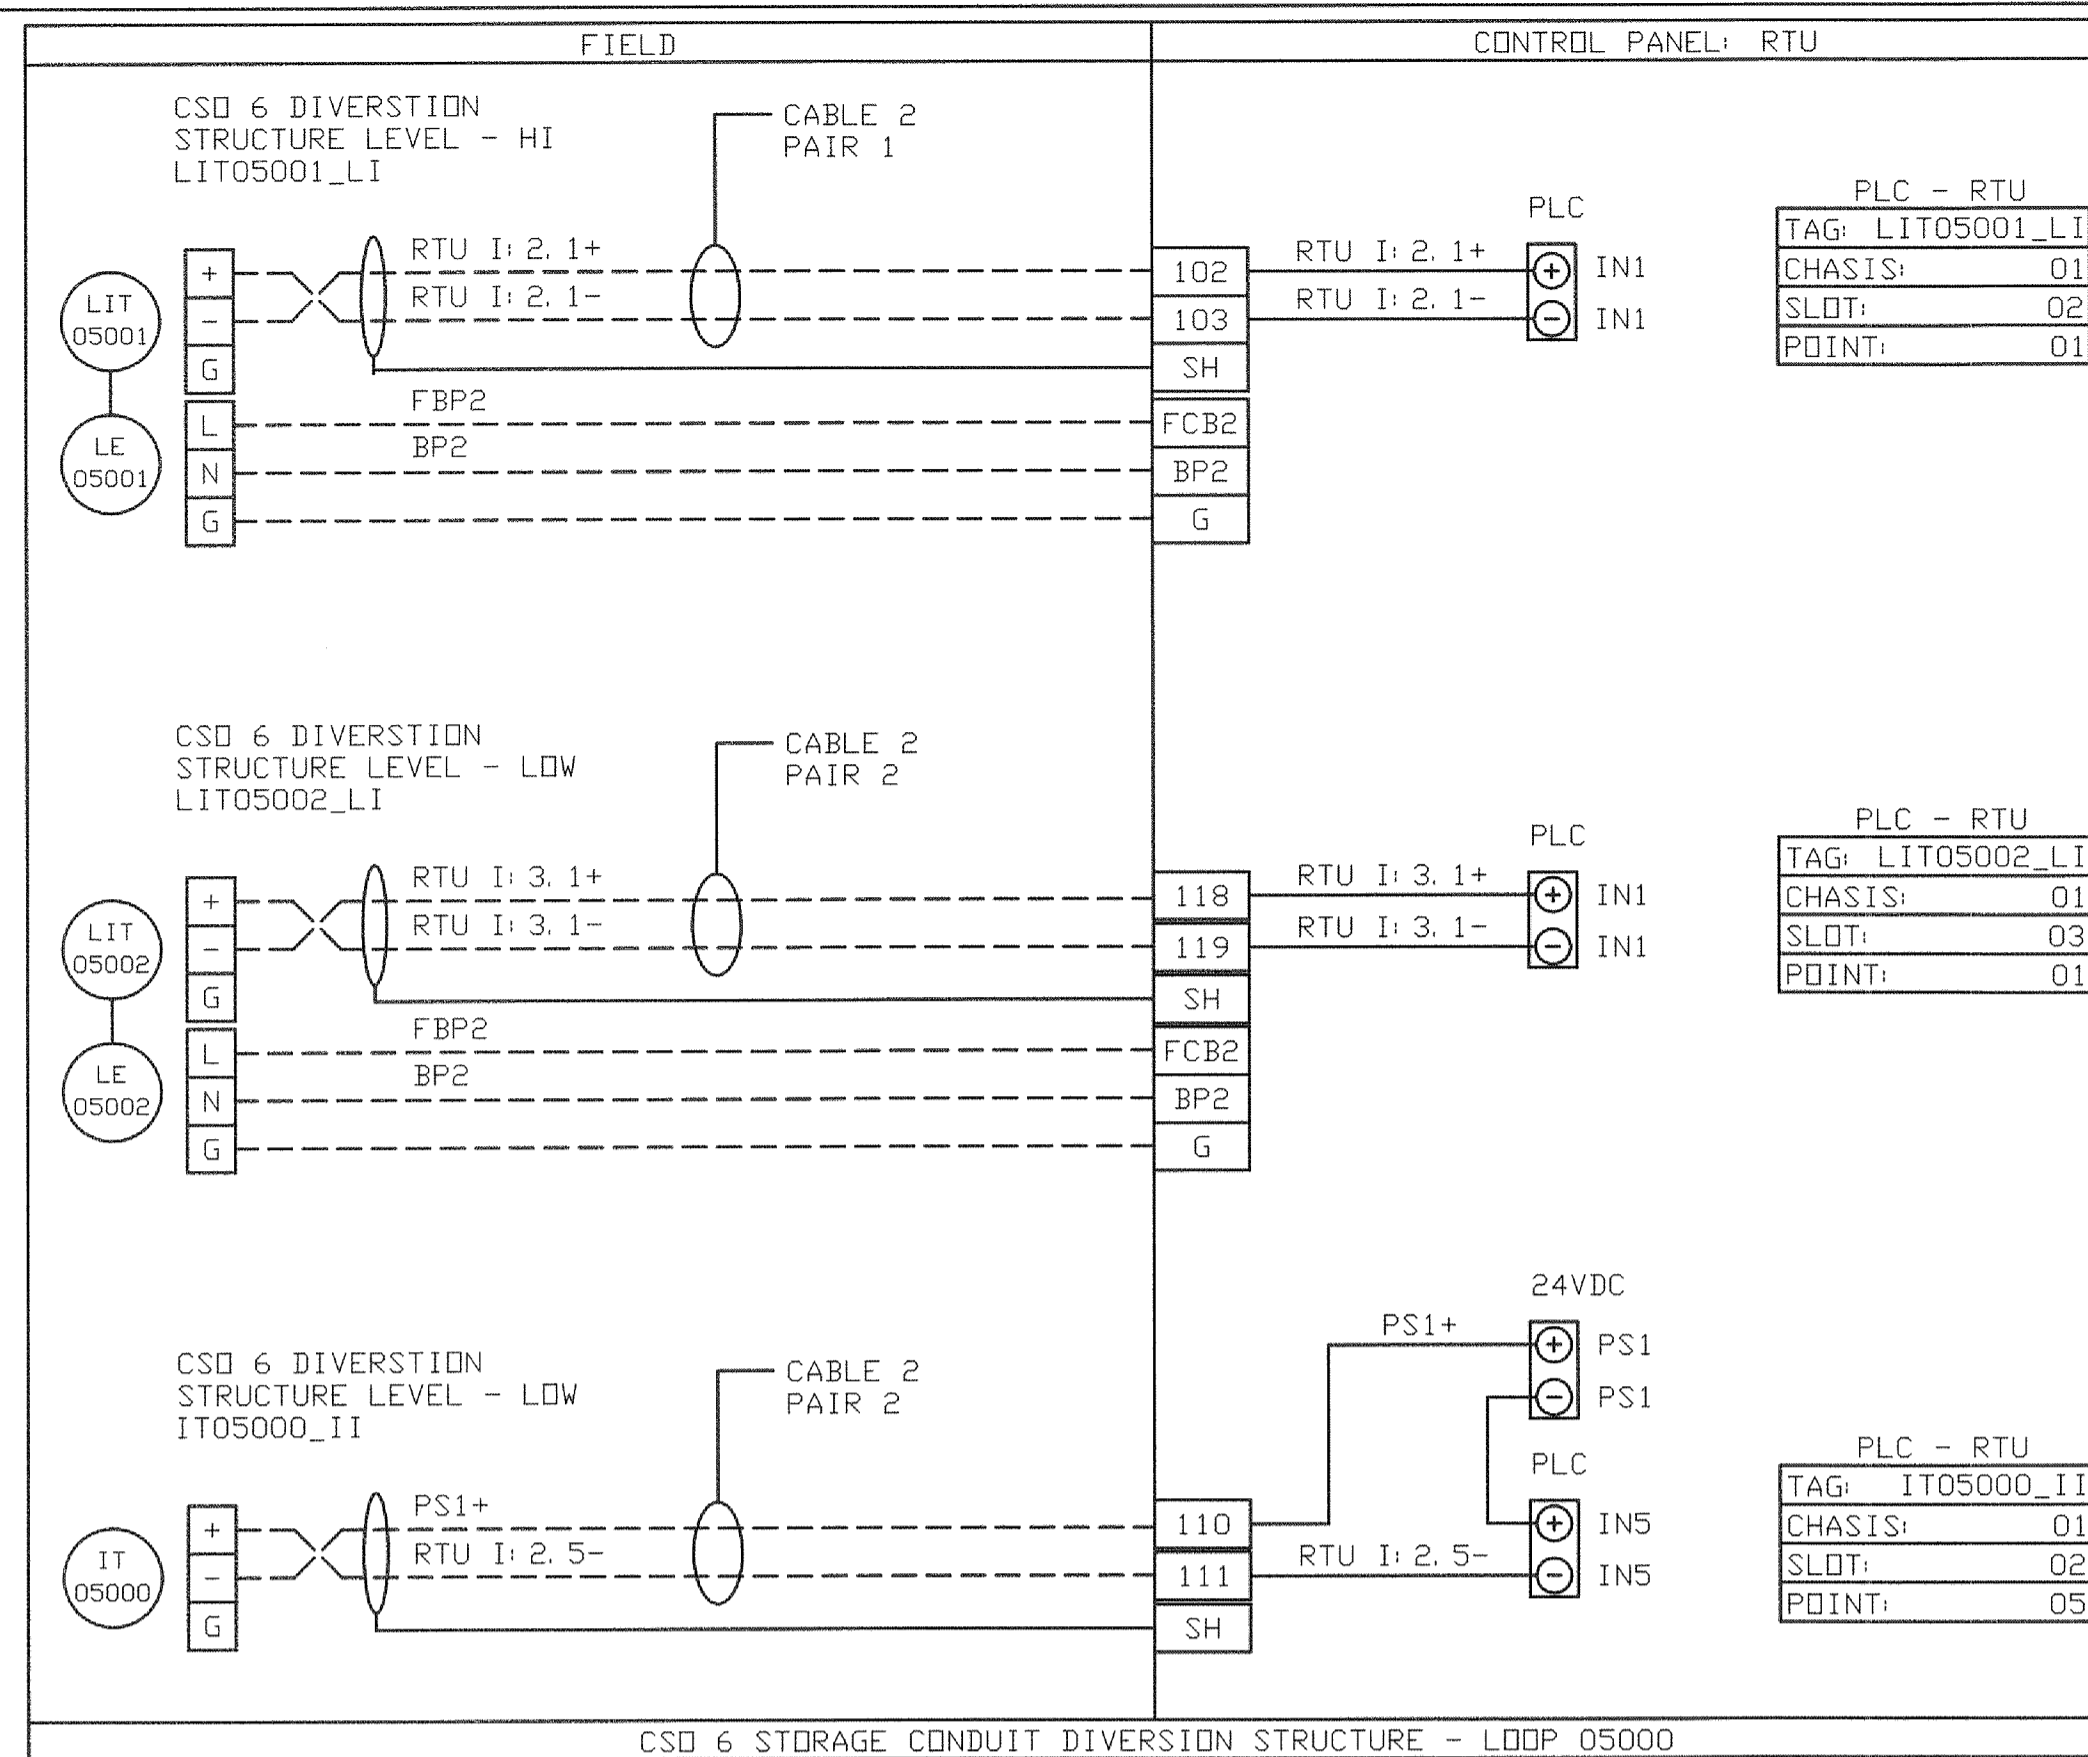 FIELD
CONTROL PANEL: RTU
CSO 6 DIVERSTION
STRUCTURE LEVEL - HI
LIT05001_LI
CABLE 2
PAIR 1
LIT
05001
LE
05001
+
-
G
L
N
G
RTU I: 2. 1+
RTU I: 2. 1-
FBP2
BP2
102
103
SH
FCB2
BP2
G
RTU I: 2. 1+
RTU I: 2. 1-
PLC
+ IN1
- IN1
PLC - RTU
TAG: LIT05001_LI
CHASIS: 01
SLOT: 02
POINT: 01
CSO 6 DIVERSTION
STRUCTURE LEVEL - LOW
LIT05002_LI
CABLE 2
PAIR 2
LIT
05002
LE
05002
+
-
G
L
N
G
RTU I: 3. 1+
RTU I: 3. 1-
FBP2
BP2
118
119
SH
FCB2
BP2
G
RTU I: 3. 1+
RTU I: 3. 1-
PLC
+ IN1
- IN1
PLC - RTU
TAG: LIT05002_LI
CHASIS: 01
SLOT: 03
POINT: 01
CSO 6 DIVERSTION
STRUCTURE LEVEL - LOW
IT05000_II
CABLE 2
PAIR 2
IT
05000
+
-
G
PS1+
RTU I: 2. 5-
110
111
SH
PS1+
RTU I: 2. 5-
24VDC
+ PS1
- PS1
PLC
+ IN5
- IN5
PLC - RTU
TAG: IT05000_II
CHASIS: 01
SLOT: 02
POINT: 05
CSO 6 STORAGE CONDUIT DIVERSION STRUCTURE - LOOP 05000